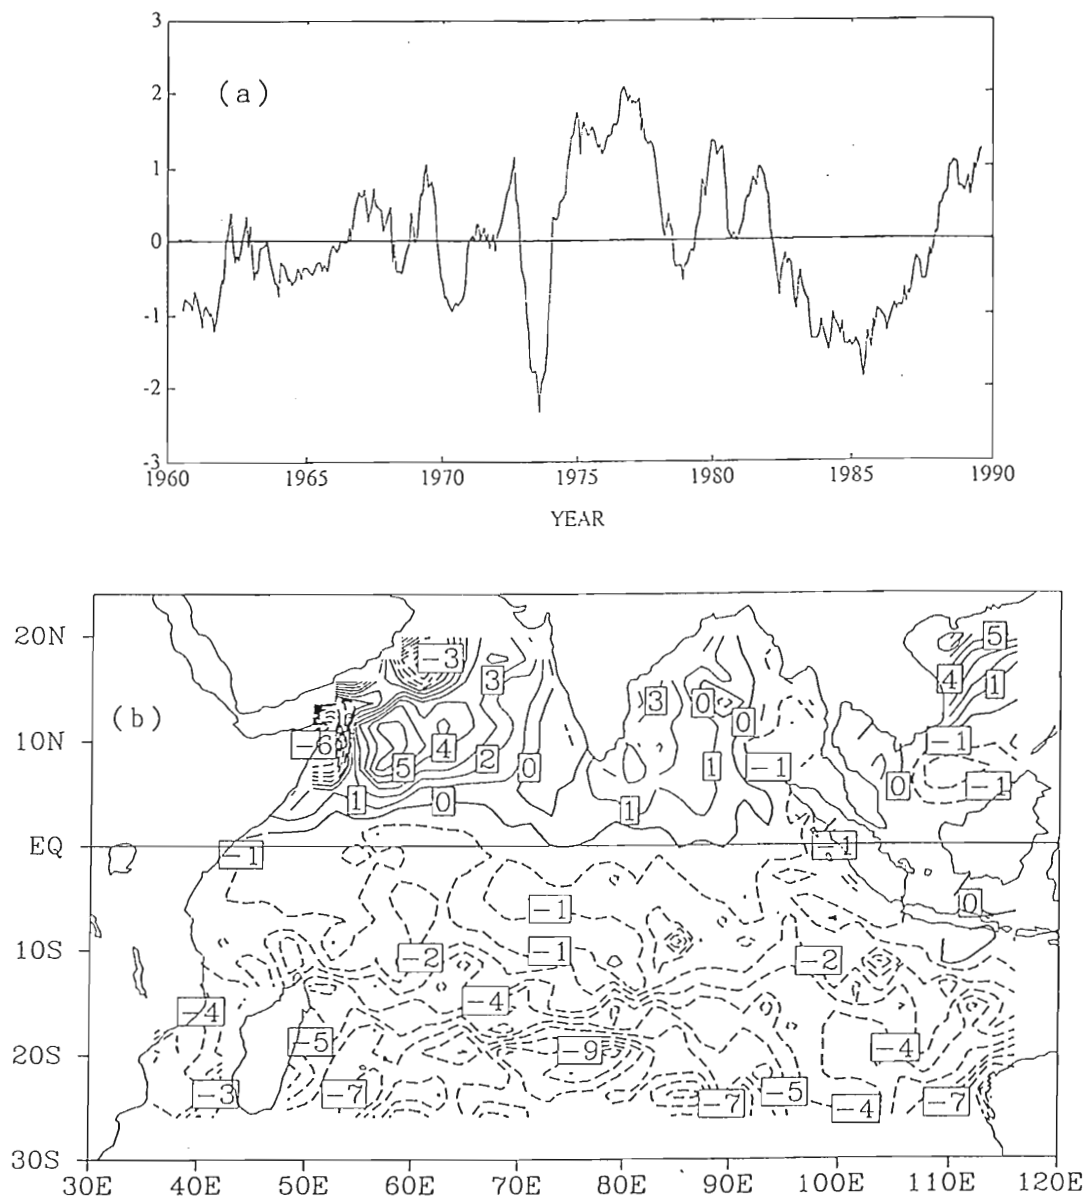 3
(a)
2
1
0
-1
-2
-3
1960 1965 1970 1975 1980 1985 1990
YEAR
20N -3 3 5
4 1
(b) 3 0 0
10N -6 4 -1
5 2 0 1 -1 0 -1
1 0 1
EQ -1 -1
-1 0
10S -2 -1 -2
-4 -4
-5 -9 -4
20S
-3 -7 -7 -5 -4 -7
30S
30E 40E 50E 60E 70E 80E 90E 100E 110E 120E